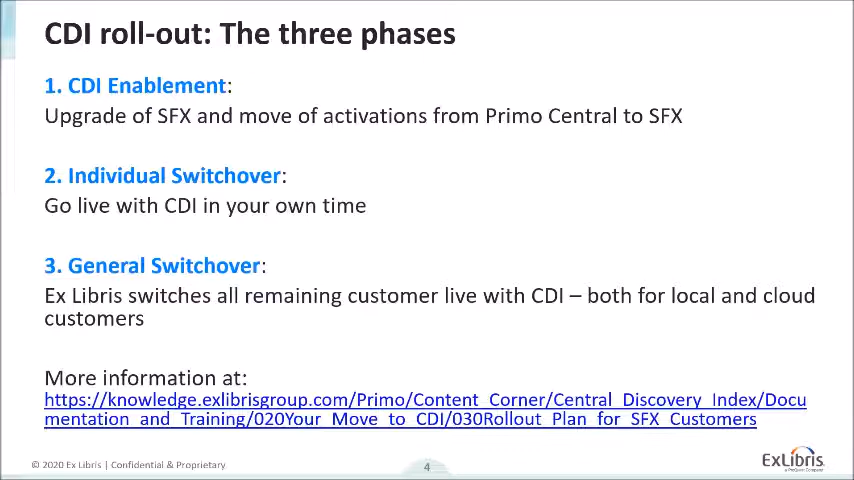 CDI roll-out: The three phases
1. CDI Enablement:
Upgrade of SFX and move of activations from Primo Central to SFX
2. Individual Switchover:
Go live with CDI in your own time
3. General Switchover:
Ex Libris switches all remaining customer live with CDI – both for local and cloud
customers
More information at:
https://knowledge.exlibrisgroup.com/Primo/Content_Corner/Central_Discovery_Index/Docu
mentation_and_Training/020Your_Move_to_CDI/030Rollout_Plan_for_SFX_Customers
© 2020 Ex Libris | Confidential & Proprietary
4
ExLibris
a ProQuest Company